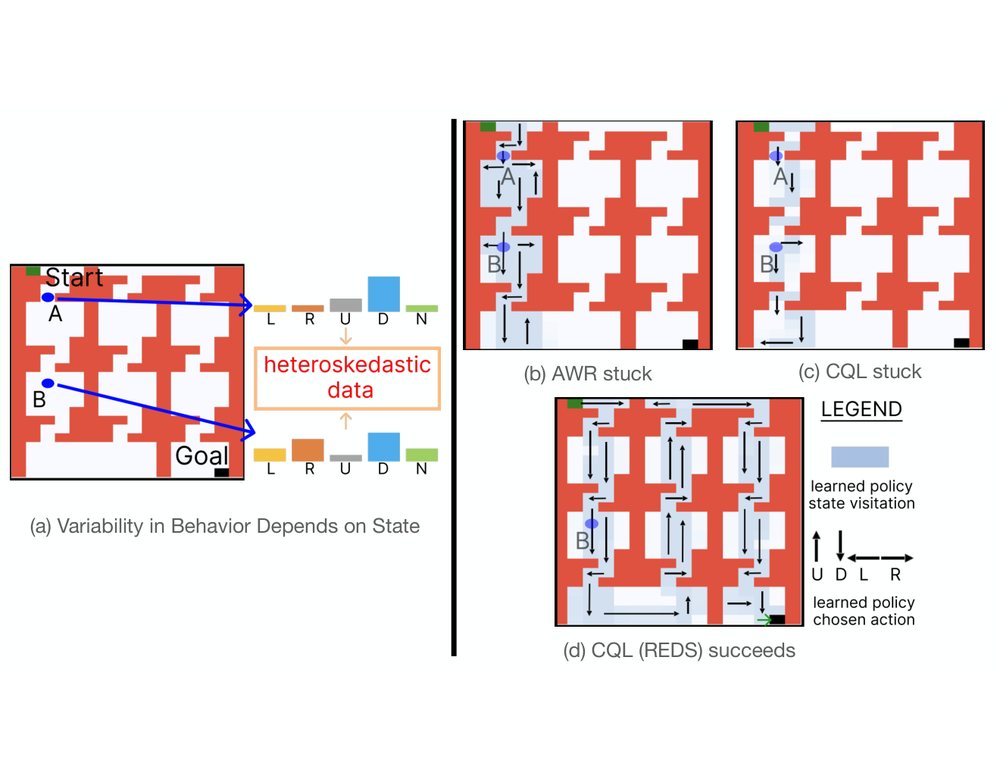 Start
A
B
Goal
L R U D N
heteroskedastic
data
L R U D N
(a) Variability in Behavior Depends on State
A
B
(b) AWR stuck
A
B
(c) CQL stuck
B
(d) CQL (REDS) succeeds
LEGEND
learned policy
state visitation
U D L R
learned policy
chosen action